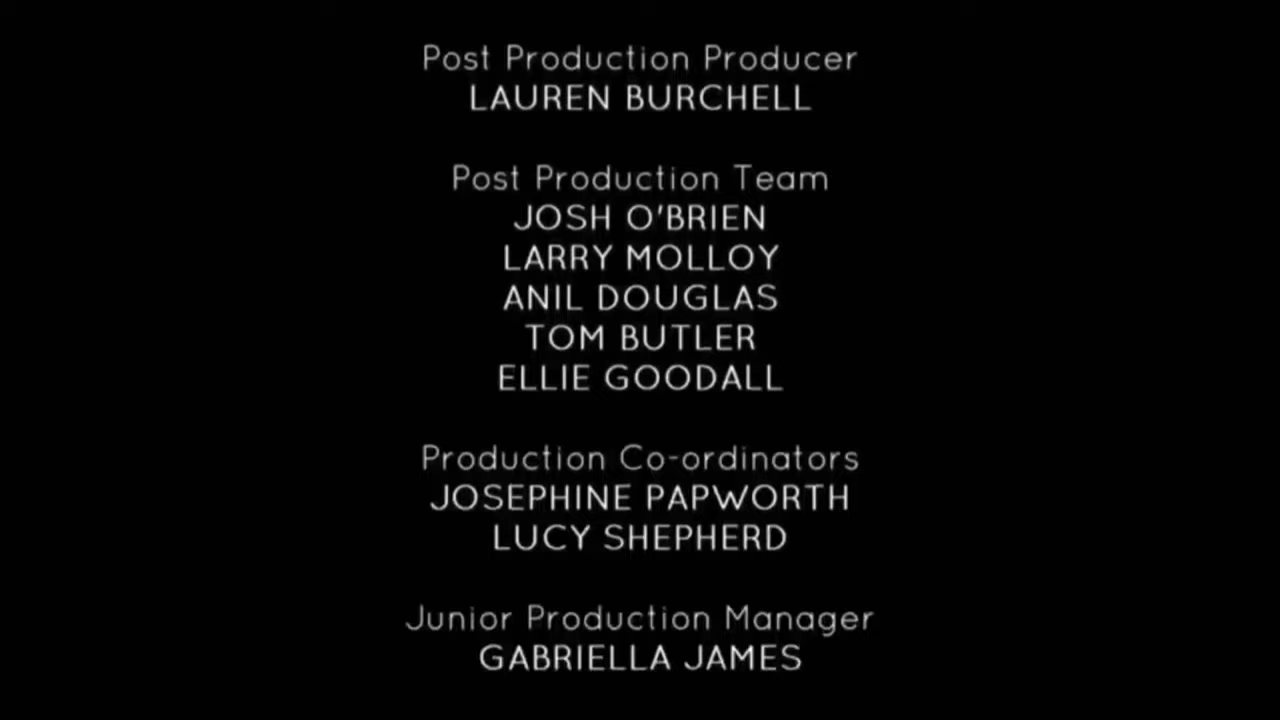 Post Production Producer
LAUREN BURCHELL
Post Production Team
JOSH O'BRIEN
LARRY MOLLOY
ANIL DOUGLAS
TOM BUTLER
ELLIE GOODALL
Production Co-ordinators
JOSEPHINE PAPWORTH
LUCY SHEPHERD
Junior Production Manager
GABRIELLA JAMES